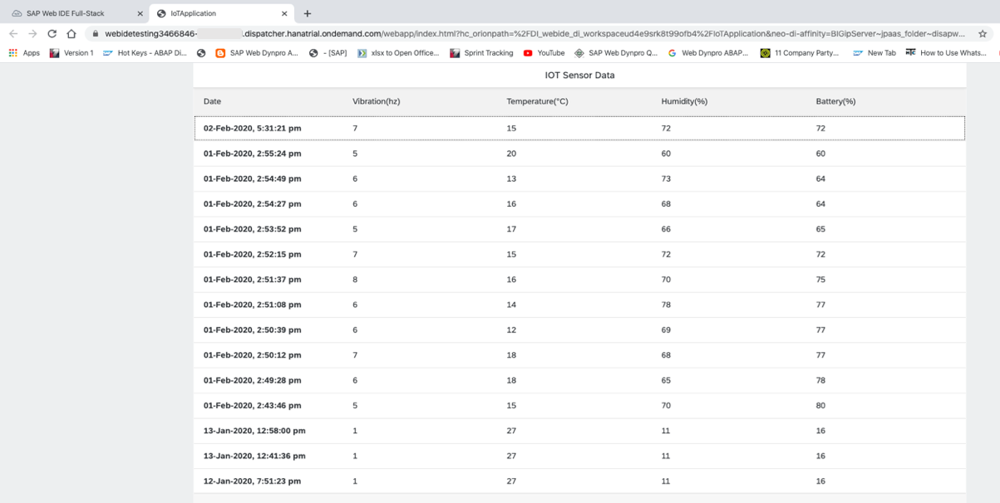 SAP Web IDE Full-Stack
IoTApplication
webidetesting3466846- .dispatcher.hanatrial.ondemand.com/webapp/index.html?hc_orionpath=%2FDI_webide_di_workspaceud4e9srk8t99ofb4%2FIoTApplication&neo-di-affinity=BIGipServer~jpaas_folder~disapw...
Apps Version 1 Hot Keys - ABAP Di... SAP Web Dynpro A... - [SAP] xlsx to Open Office... Sprint Tracking YouTube SAP Web Dynpro Q... Web Dynpro ABAP... 11 Company Party... New Tab How to Use Whats...
IOT Sensor Data
Date Vibration(hz) Temperature(°C) Humidity(%) Battery(%)
02-Feb-2020, 5:31:21 pm 7 15 72 72
01-Feb-2020, 2:55:24 pm 5 20 60 60
01-Feb-2020, 2:54:49 pm 6 13 73 64
01-Feb-2020, 2:54:27 pm 6 16 68 64
01-Feb-2020, 2:53:52 pm 5 17 66 65
01-Feb-2020, 2:52:15 pm 7 15 72 72
01-Feb-2020, 2:51:37 pm 8 16 70 75
01-Feb-2020, 2:51:08 pm 6 14 78 77
01-Feb-2020, 2:50:39 pm 6 12 69 77
01-Feb-2020, 2:50:12 pm 7 18 68 77
01-Feb-2020, 2:49:28 pm 6 18 65 78
01-Feb-2020, 2:43:46 pm 5 15 70 80
13-Jan-2020, 12:58:00 pm 1 27 11 16
13-Jan-2020, 12:41:36 pm 1 27 11 16
12-Jan-2020, 7:51:23 pm 1 27 11 16